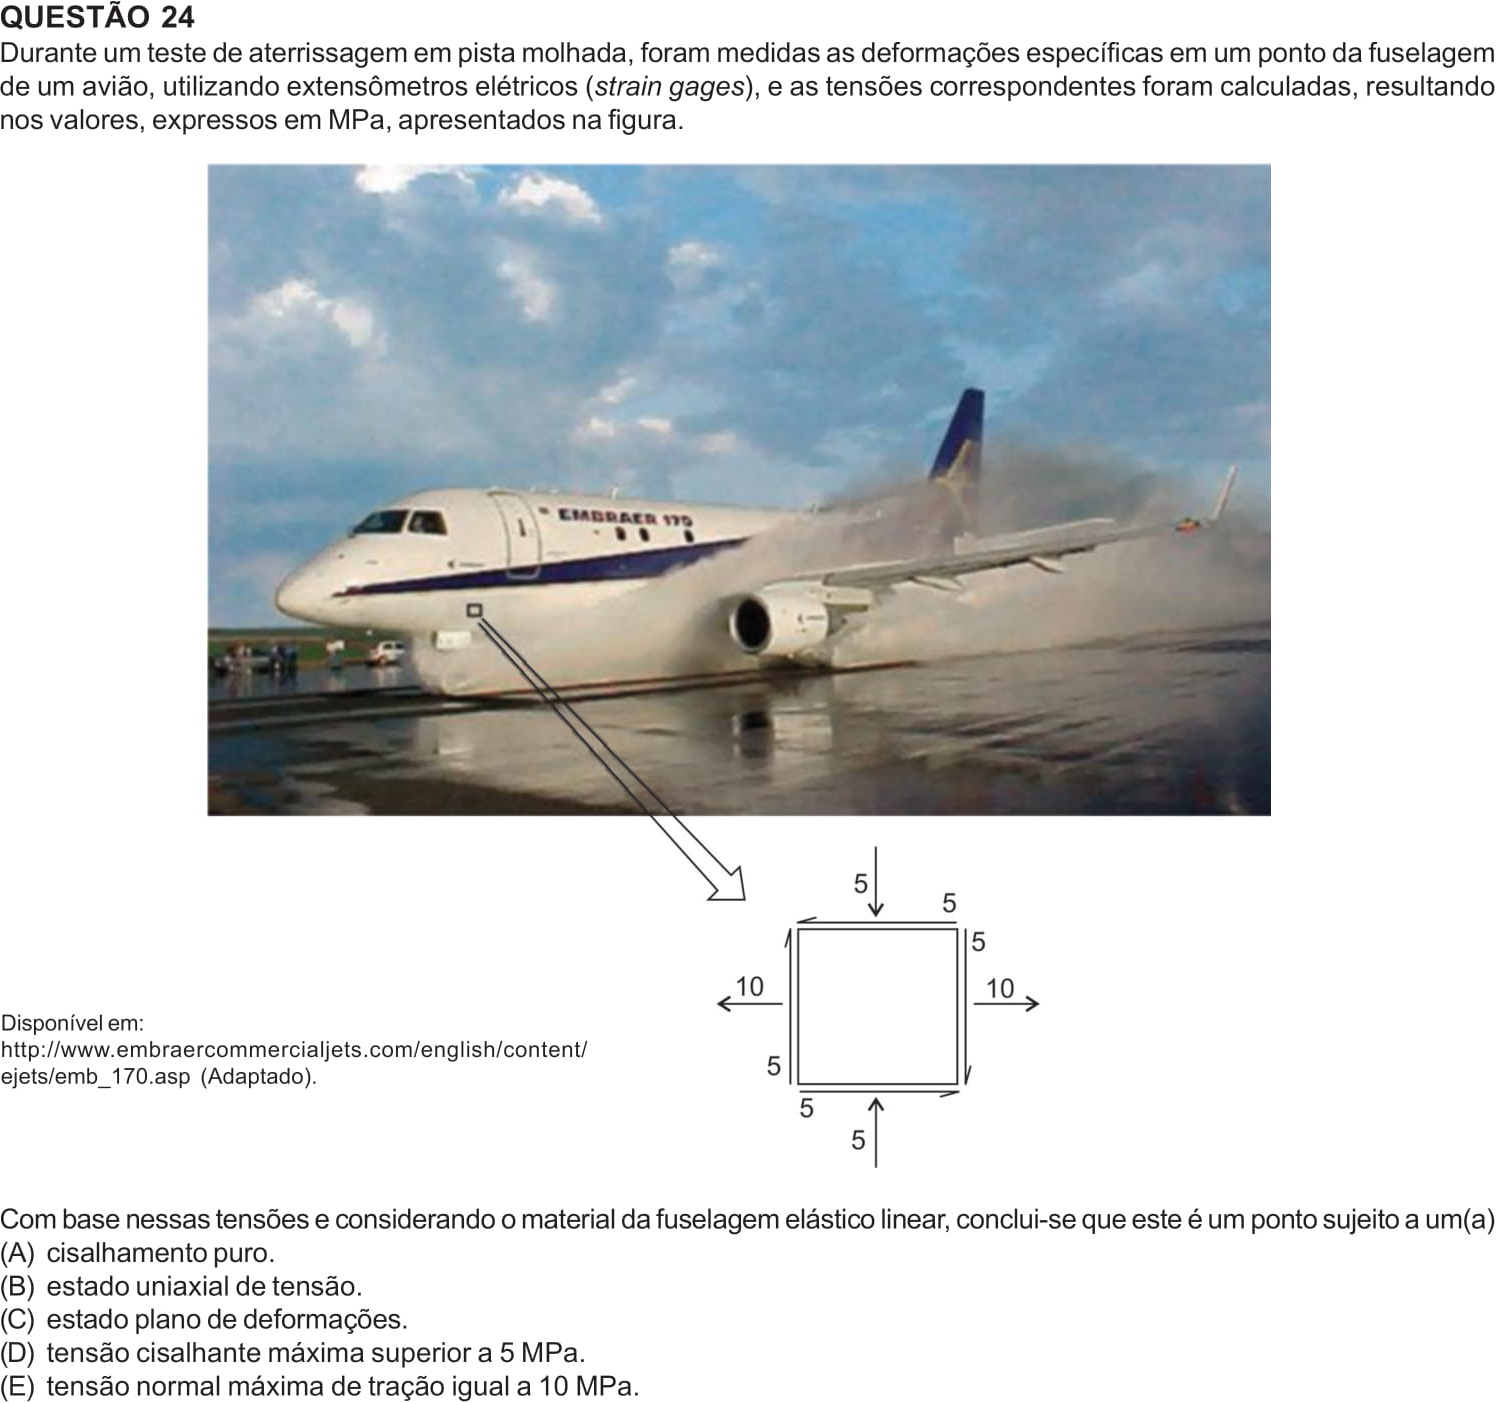 QUESTÃO 24
Durante um teste de aterrissagem em pista molhada, foram medidas as deformações específicas em um ponto da fuselagem
de um avião, utilizando extensômetros elétricos (strain gages), e as tensões correspondentes foram calculadas, resultando
nos valores, expressos em MPa, apresentados na figura.
EMBRAER 170
5
5
5
10
10
5
5
5
Disponível em:
http://www.embraercommercialjets.com/english/content/
ejets/emb_170.asp (Adaptado).
Com base nessas tensões e considerando o material da fuselagem elástico linear, conclui-se que este é um ponto sujeito a um(a)
(A) cisalhamento puro.
(B) estado uniaxial de tensão.
(C) estado plano de deformações.
(D) tensão cisalhante máxima superior a 5 MPa.
(E) tensão normal máxima de tração igual a 10 MPa.